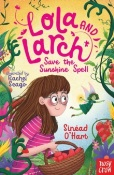 Lola AND
Larch
Save the
Sunshine Spell
Illustrated by
Rachel
Seago
Sinéad
O'Hart
nosy
Crow